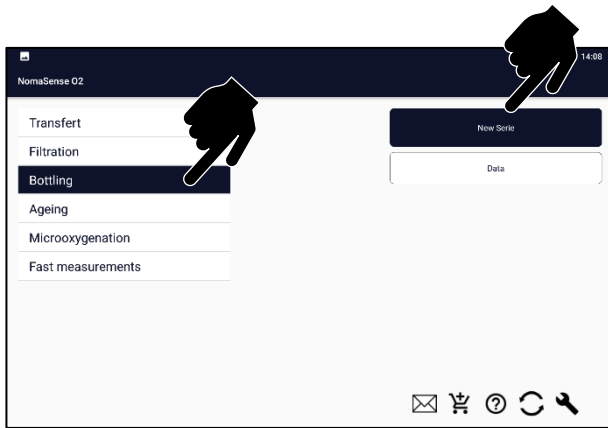 14:08
NomaSense O2
Transfert
Filtration
Bottling
Ageing
Microoxygenation
Fast measurements
New Serie
Data